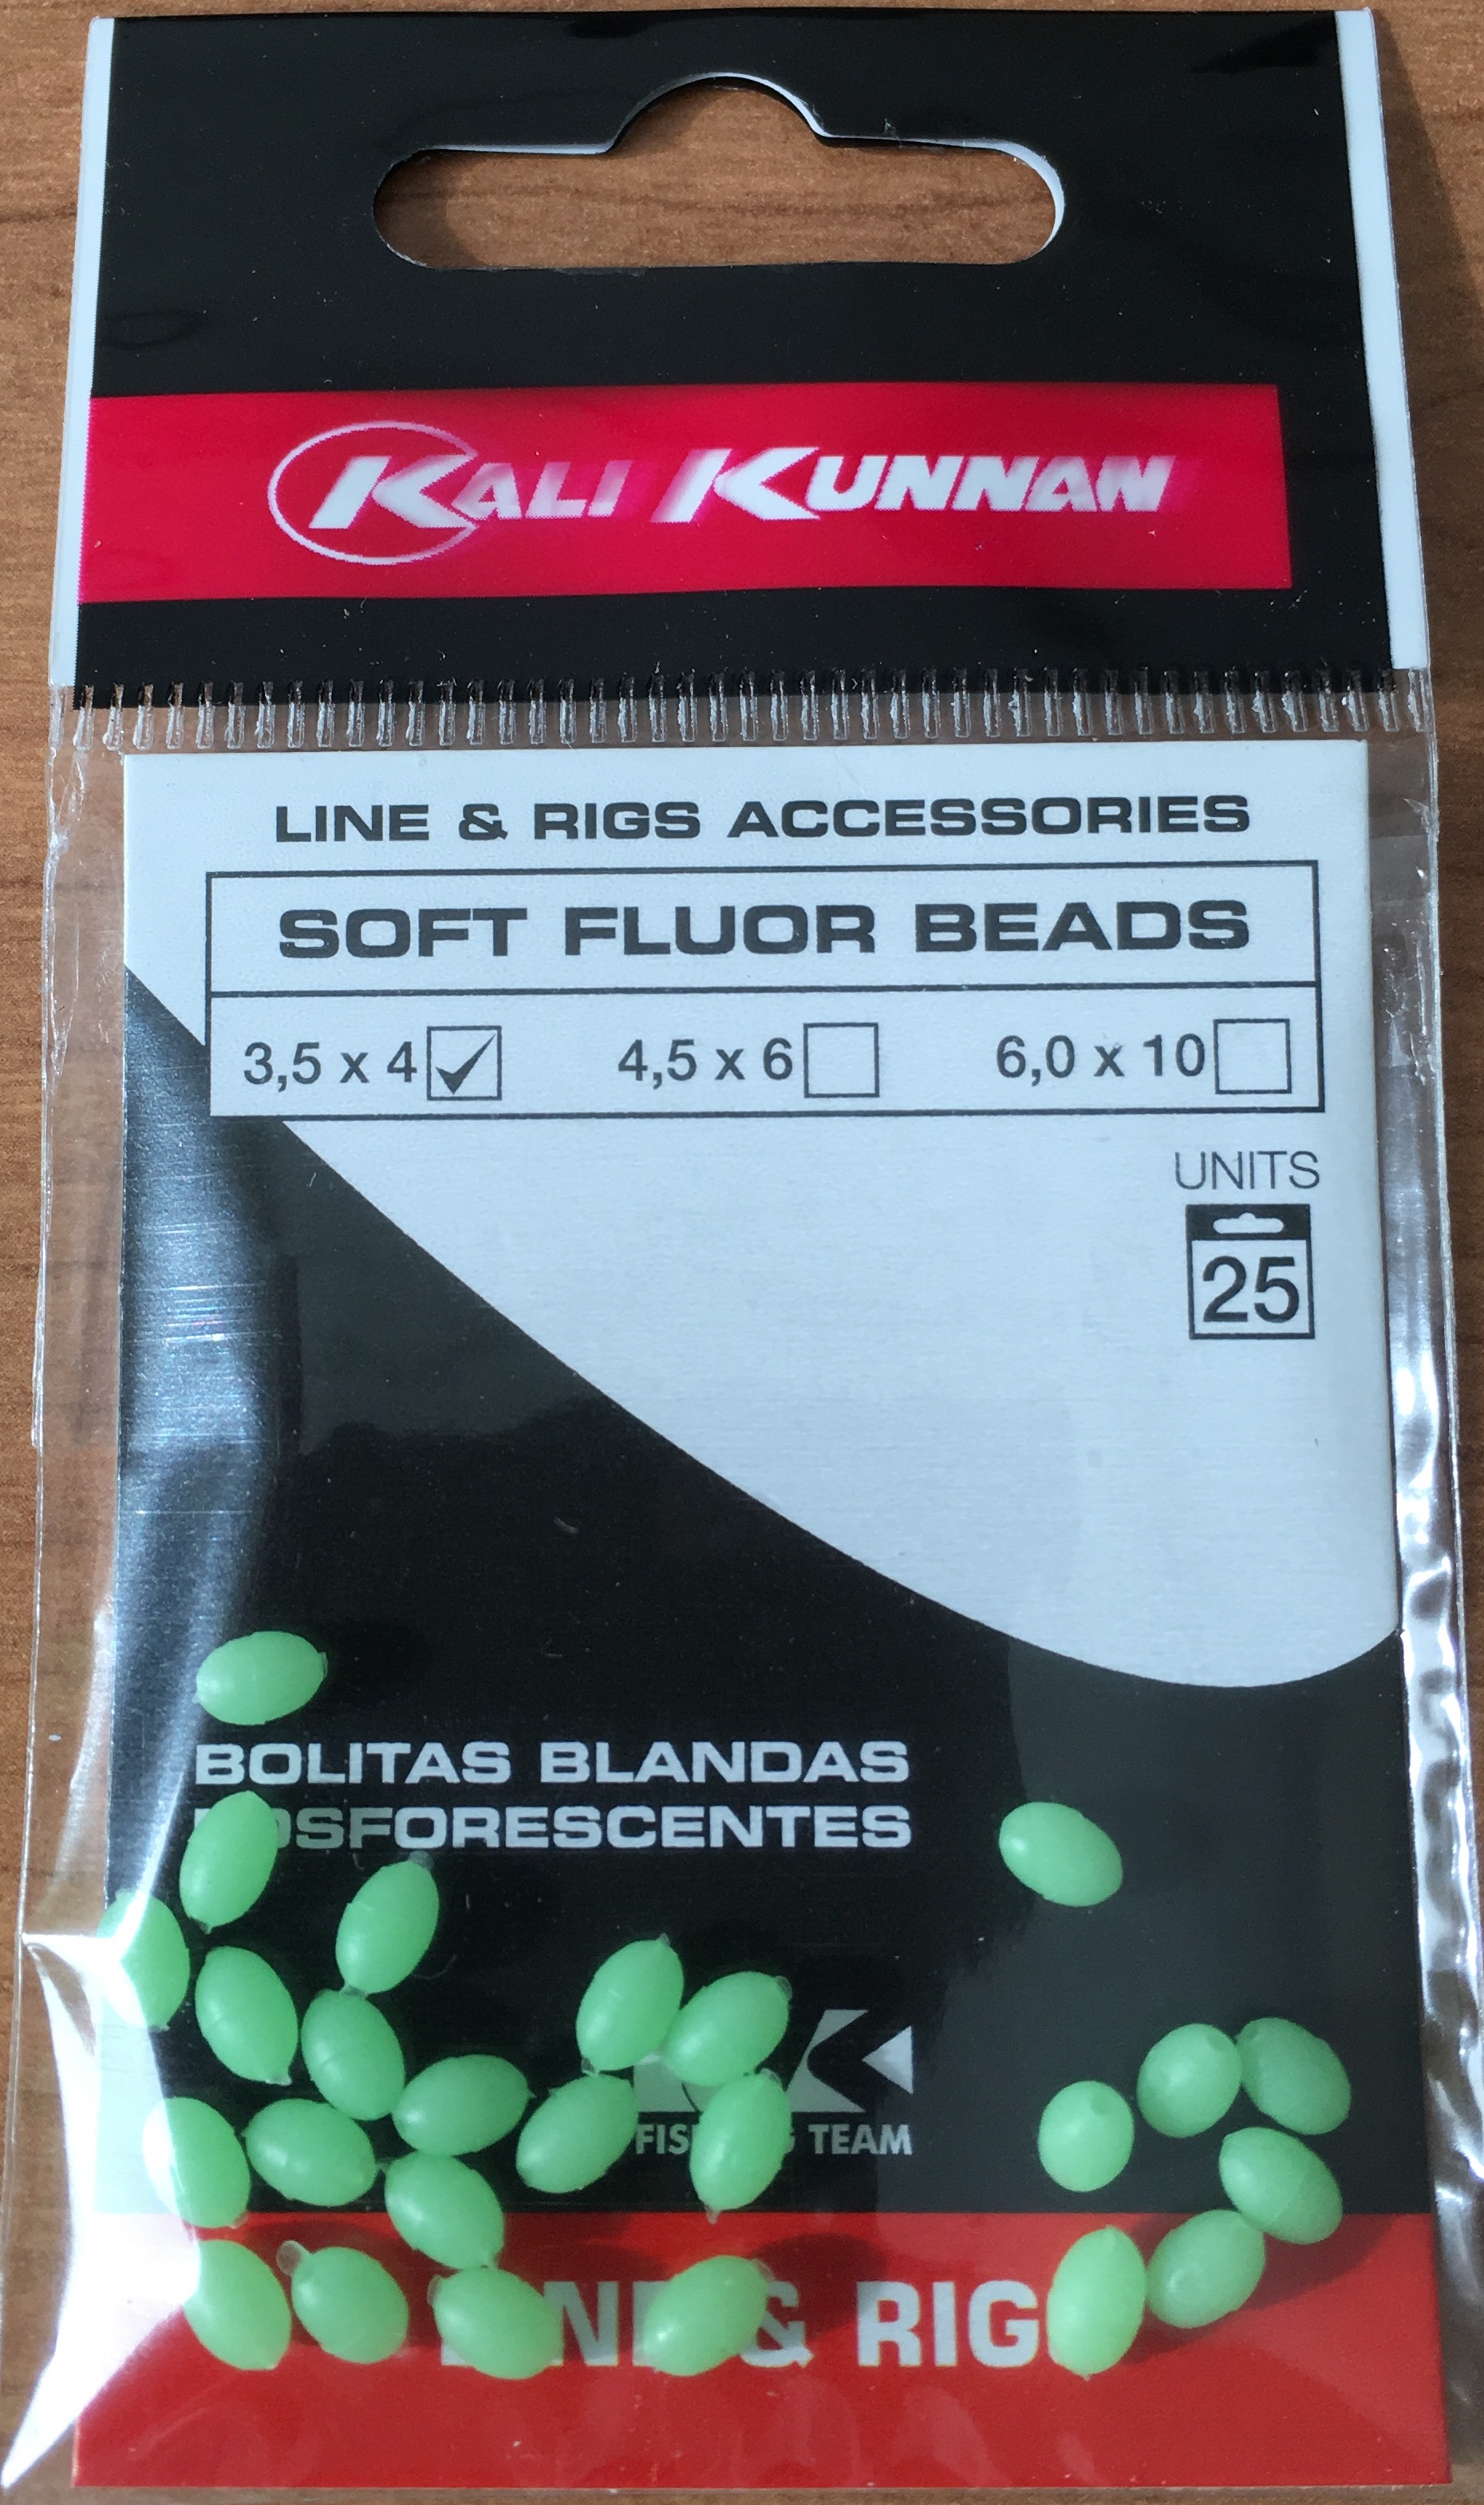 KALI KUNNAN
LINE & RIGS ACCESSORIES
SOFT FLUOR BEADS
3,5 x 4 4,5 x 6 6,0 x 10
UNITS
25
BOLITAS BLANDAS
FOSFORESCENTES
TEAM
& RIG